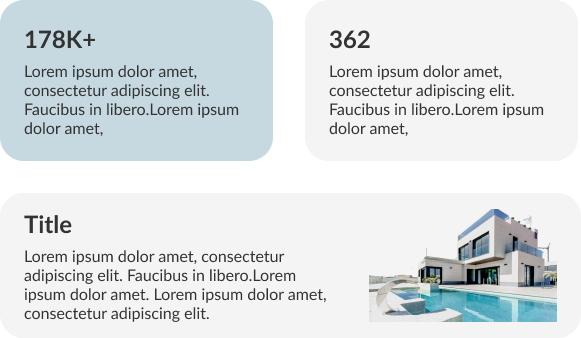 178K+
Lorem ipsum dolor amet,
consectetur adipiscing elit.
Faucibus in libero.Lorem ipsum
dolor amet,
362
Lorem ipsum dolor amet,
consectetur adipiscing elit.
Faucibus in libero.Lorem ipsum
dolor amet,
Title
Lorem ipsum dolor amet, consectetur
adipiscing elit. Faucibus in libero.Lorem
ipsum dolor amet. Lorem ipsum dolor amet,
consectetur adipiscing elit.